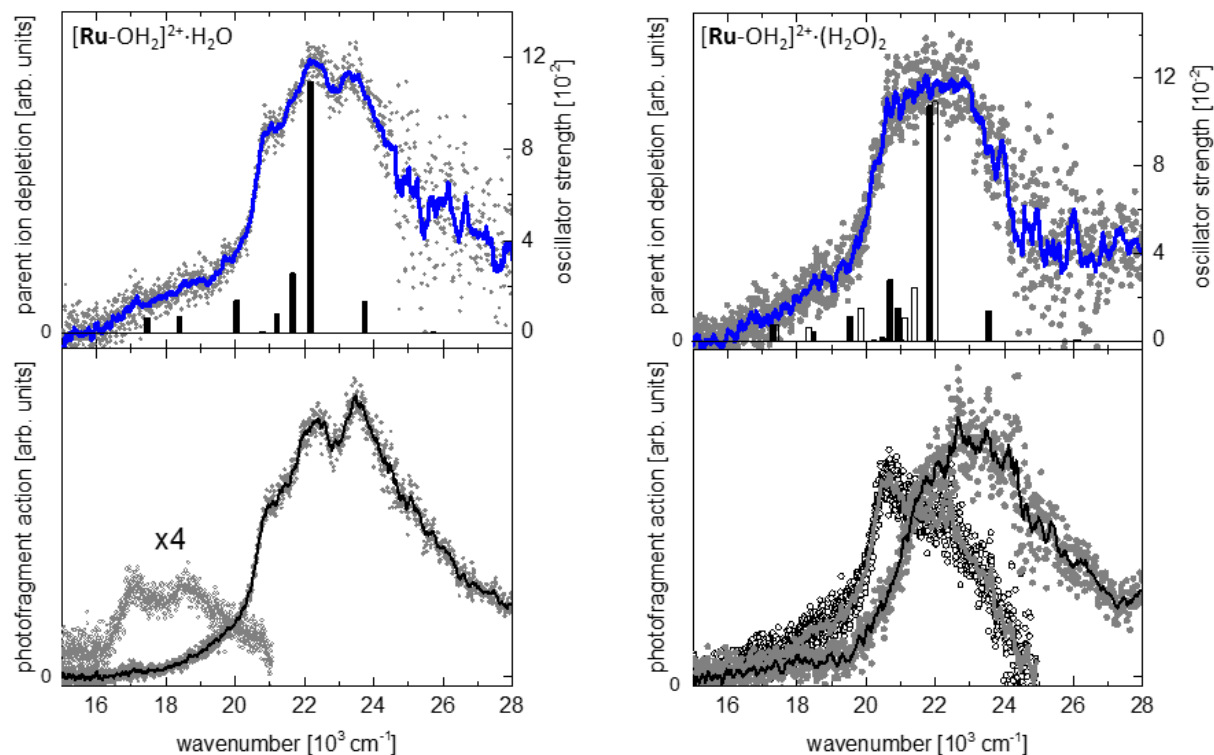 [Ru-OH₂]²⁺·H₂O
parent ion depletion [arb. units]
0
12
8
4
0
oscillator strength [10⁻²]
x4
photofragment action [arb. units]
0
16 18 20 22 24 26 28
wavenumber [10³ cm⁻¹]
[Ru-OH₂]²⁺·(H₂O)₂
parent ion depletion [arb. units]
0
12
8
4
0
oscillator strength [10⁻²]
photofragment action [arb. units]
0
16 18 20 22 24 26 28
wavenumber [10³ cm⁻¹]